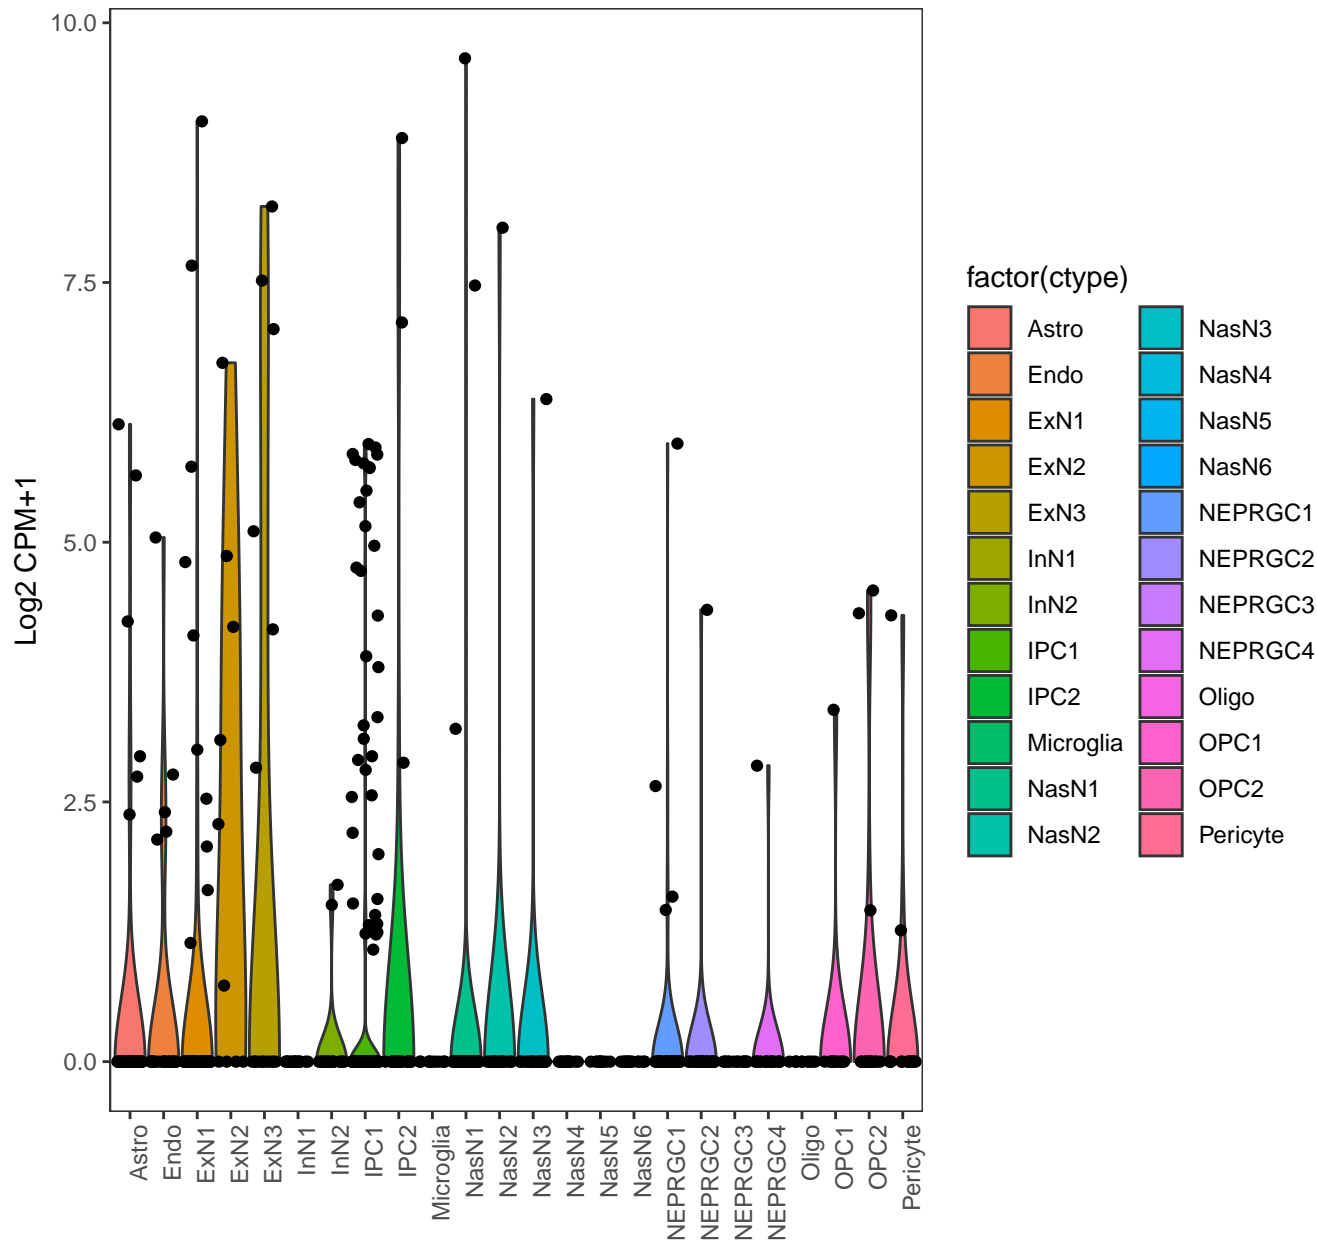 10.0
7.5
5.0
2.5
0.0
Log2 CPM+1
Astro
Endo
ExN1
ExN2
ExN3
InN1
InN2
IPC1
IPC2
Microglia
NasN1
NasN2
NasN3
NasN4
NasN5
NasN6
NEPRGC1
NEPRGC2
NEPRGC3
NEPRGC4
Oligo
OPC1
OPC2
Pericyte
factor(ctype)
Astro
Endo
ExN1
ExN2
ExN3
InN1
InN2
IPC1
IPC2
Microglia
NasN1
NasN2
NasN3
NasN4
NasN5
NasN6
NEPRGC1
NEPRGC2
NEPRGC3
NEPRGC4
Oligo
OPC1
OPC2
Pericyte